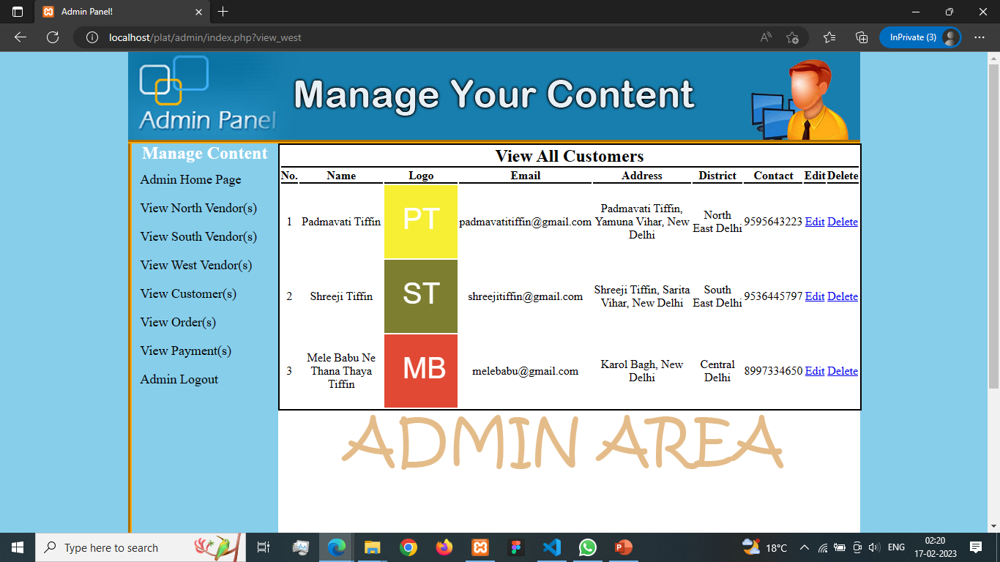 Admin Panel!
localhost/plat/admin/index.php?view_west
InPrivate (3)
Admin Panel
Manage Your Content
Manage Content
Admin Home Page
View North Vendor(s)
View South Vendor(s)
View West Vendor(s)
View Customer(s)
View Order(s)
View Payment(s)
Admin Logout
View All Customers
No. Name Logo Email Address District Contact Edit Delete
Padmavati Tiffin,
North
1 Padmavati Tiffin PT padmavatitiffin@gmail.com Yamuna Vihar, New 9595643223 Edit Delete
East Delhi
Delhi
Shreeji Tiffin, Sarita South
2 Shreeji Tiffin ST shreejitiffin@gmail.com 9536445797 Edit Delete
Vihar, New Delhi East Delhi
Mele Babu Ne
Karol Bagh, New Central
3 Thana Thaya MB melebabu@gmail.com 8997334650 Edit Delete
Delhi Delhi
Tiffin
ADMIN AREA
Type here to search
18°C
ENG
02:20
17-02-2023